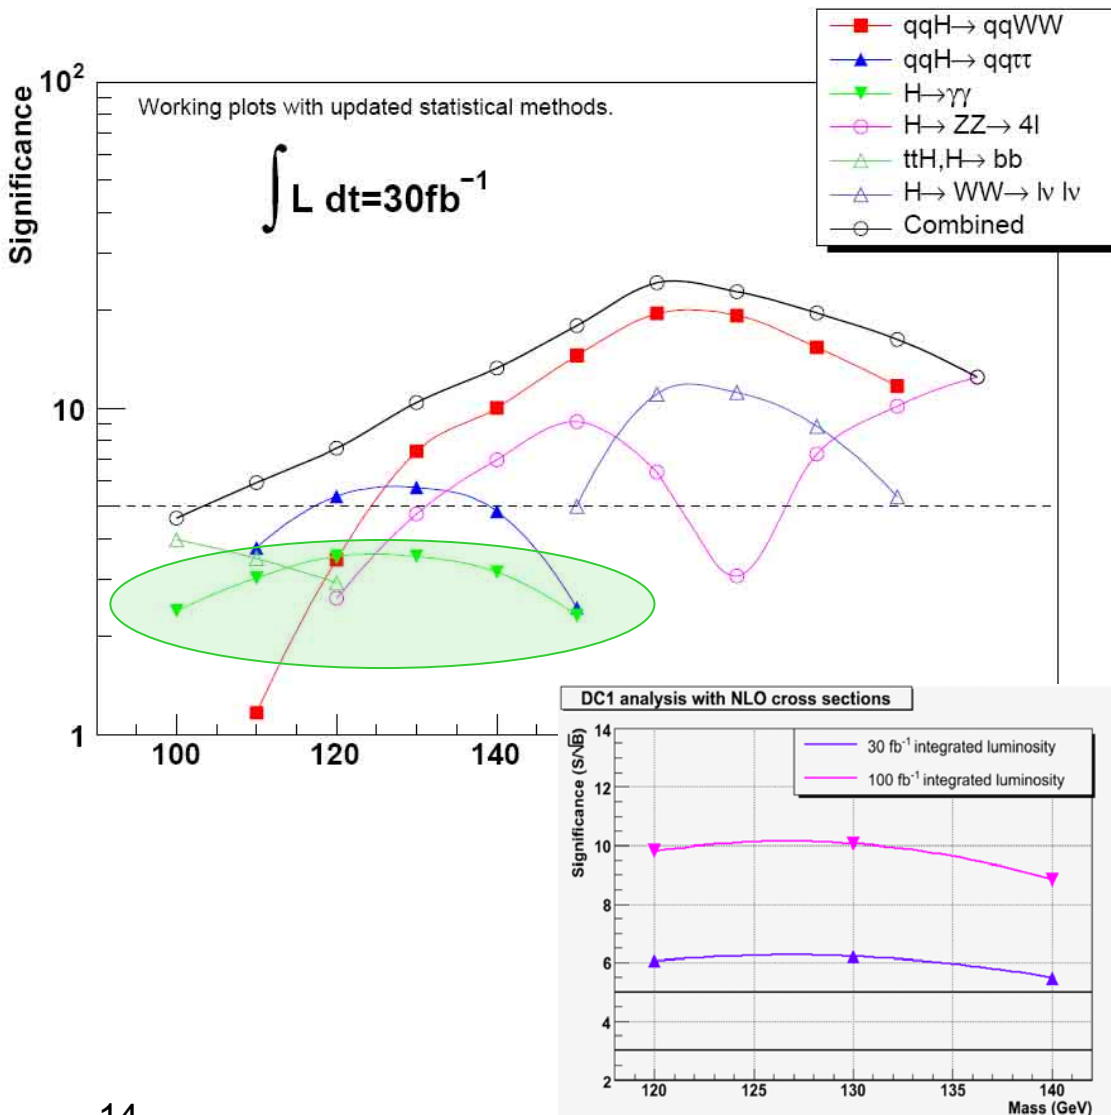 qqH→ qqWW
qqH→ qqττ
H→γγ
H→ ZZ→ 4l
ttH,H→ bb
H→ WW→ lν lν
Combined
Significance
10²
10
1
Working plots with updated statistical methods.
∫ L dt=30fb⁻¹
100
120
140
DC1 analysis with NLO cross sections
Significance (S/√B)
14
12
10
8
6
4
2
30 fb⁻¹ integrated luminosity
100 fb⁻¹ integrated luminosity
120
125
130
135
140
Mass (GeV)
14